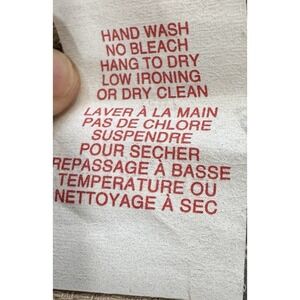 HAND WASH
NO BLEACH
HANG TO DRY
LOW IRONING
OR DRY CLEAN
LAVER À LA MAIN
PAS DE CHLORE
SUSPENDRE
POUR SECHER
REPASSAGE À BASSE
TEMPERATURE OU
NETTOYAGE À SEC